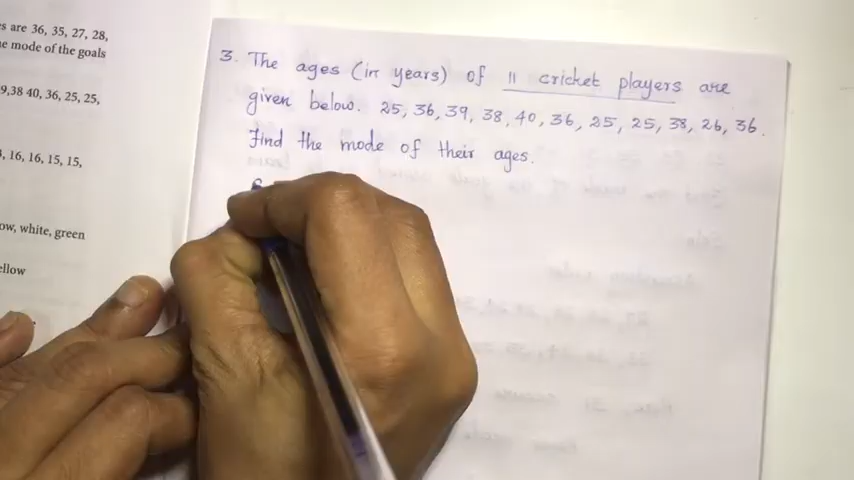 s are 36, 35, 27, 28,
e mode of the goals
9,38 40, 36, 25, 25,
, 16, 16, 15, 15,
ow, white, green
ellow
3. The ages (in years) of 11 cricket players are
given below. 25, 36, 39, 38, 40, 36, 25, 25, 38, 26, 36.
Find the mode of their ages.